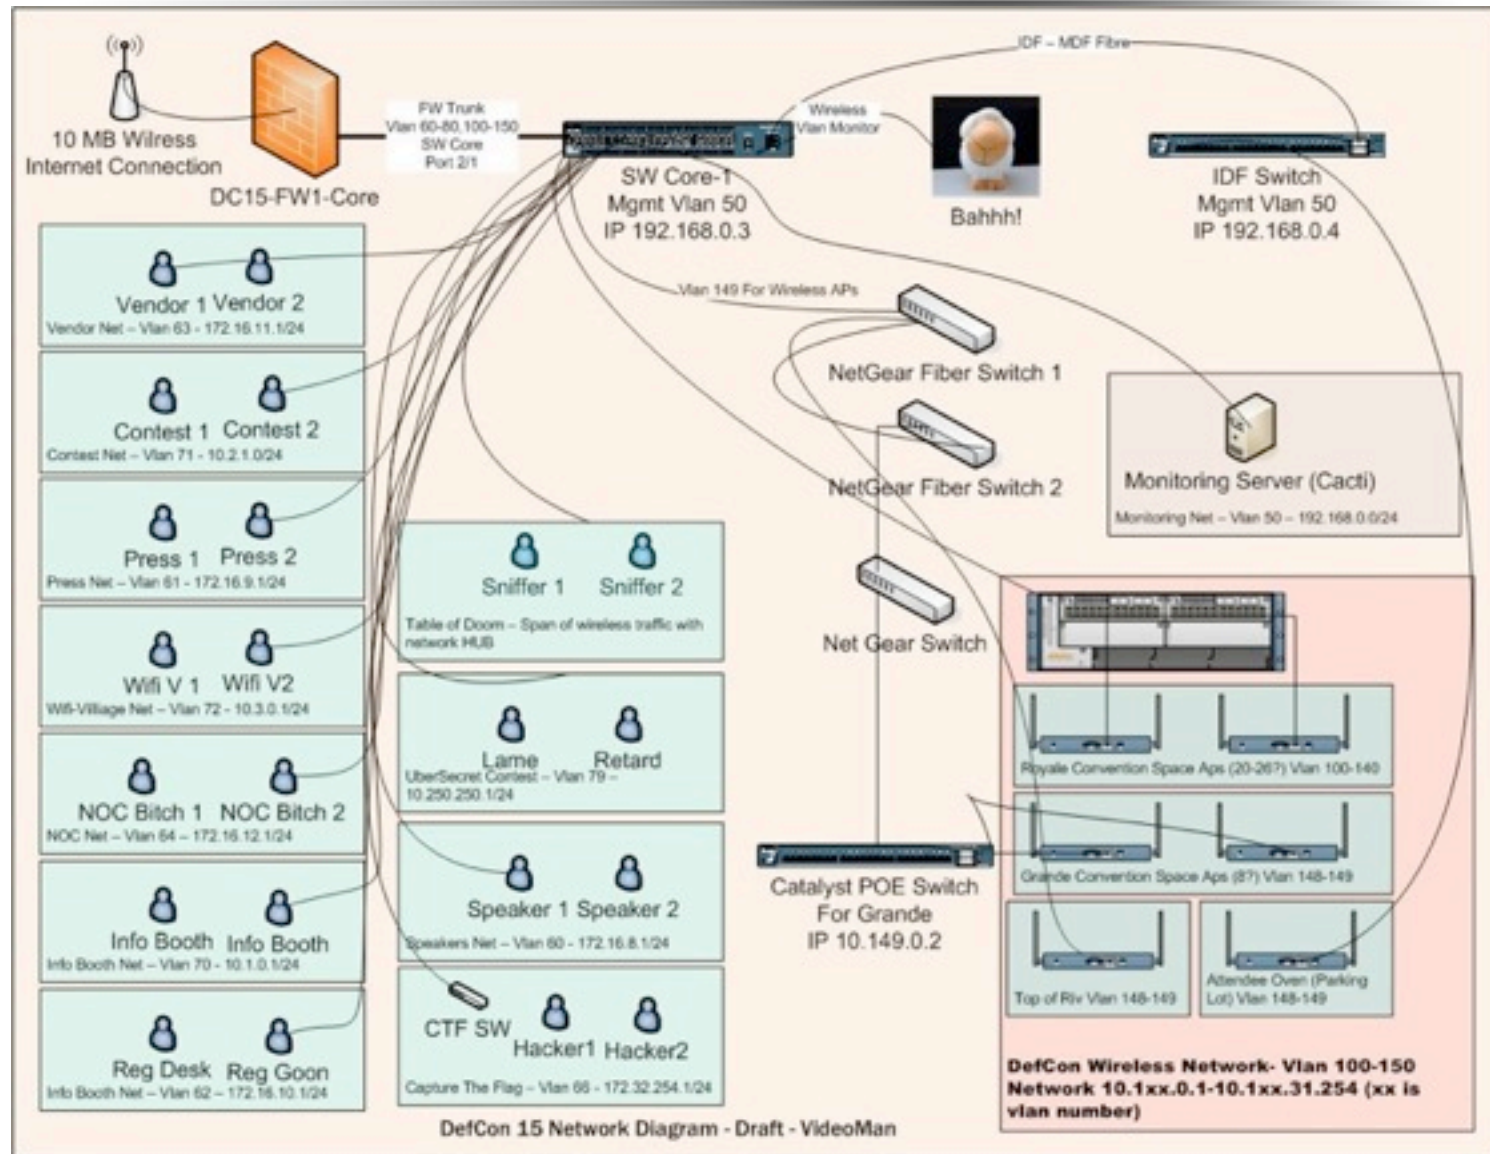 IDF – MDF Fibre
10 MB Wilress
Internet Connection
DC15-FW1-Core
FW Trunk
Vlan 60-80,100-150
SW Core
Port 2/1
SW Core-1
Mgmt Vlan 50
IP 192.168.0.3
Wireless
Vlan Monitor
Bahhh!
IDF Switch
Mgmt Vlan 50
IP 192.168.0.4
Vendor 1 Vendor 2
Vendor Net – Vlan 63 - 172.16.11.1/24
Contest 1 Contest 2
Contest Net – Vlan 71 - 10.2.1.0/24
Press 1 Press 2
Press Net – Vlan 61 - 172.16.9.1/24
Wifi V 1 Wifi V2
Wifi-Villiage Net – Vlan 72 - 10.3.0.1/24
NOC Bitch 1 NOC Bitch 2
NOC Net – Vlan 64 – 172.16.12.1/24
Info Booth Info Booth
Info Booth Net – Vlan 70 - 10.1.0.1/24
Reg Desk Reg Goon
Info Booth Net – Vlan 62 – 172.16.10.1/24
Sniffer 1 Sniffer 2
Table of Doom – Span of wireless traffic with
network HUB
Lame Retard
UberSecret Contest – Vlan 79 –
10.250.250.1/24
Speaker 1 Speaker 2
Speakers Net – Vlan 60 - 172.16.8.1/24
CTF SW Hacker1 Hacker2
Capture The Flag – Vlan 66 - 172.32.254.1/24
Vlan 149 For Wireless APs
NetGear Fiber Switch 1
NetGear Fiber Switch 2
Net Gear Switch
Catalyst POE Switch
For Grande
IP 10.149.0.2
Monitoring Server (Cacti)
Monitoring Net – Vlan 50 – 192.168.0.0/24
Royale Convention Space Aps (20-26?) Vlan 100-140
Grande Convention Space Aps (8?) Vlan 148-149
Top of Riv Vlan 148-149
Attendee Oven (Parking
Lot) Vlan 148-149
DefCon Wireless Network- Vlan 100-150
Network 10.1xx.0.1-10.1xx.31.254 (xx is
vlan number)
DefCon 15 Network Diagram - Draft - VideoMan